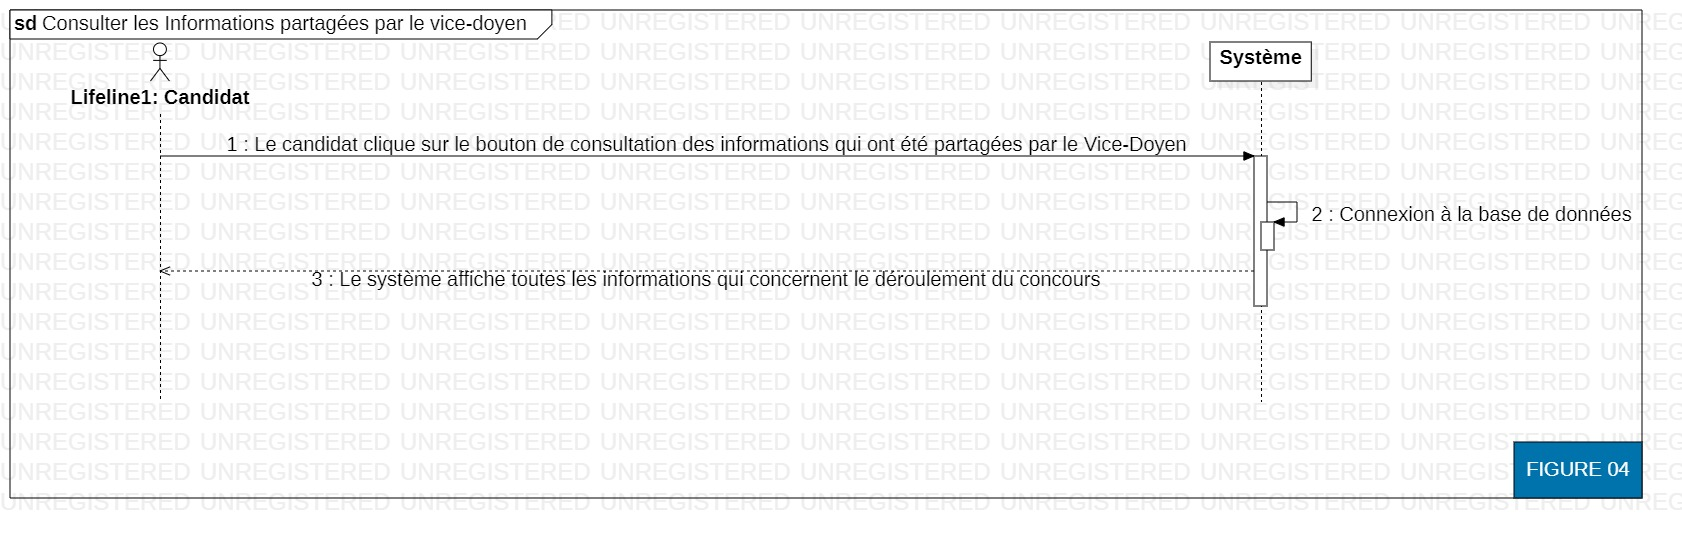 sd Consulter les Informations partagées par le vice-doyen
Système
Lifeline1: Candidat
1 : Le candidat clique sur le bouton de consultation des informations qui ont été partagées par le Vice-Doyen
2 : Connexion à la base de données
3 : Le système affiche toutes les informations qui concernent le déroulement du concours
FIGURE 04
UNREGISTERED